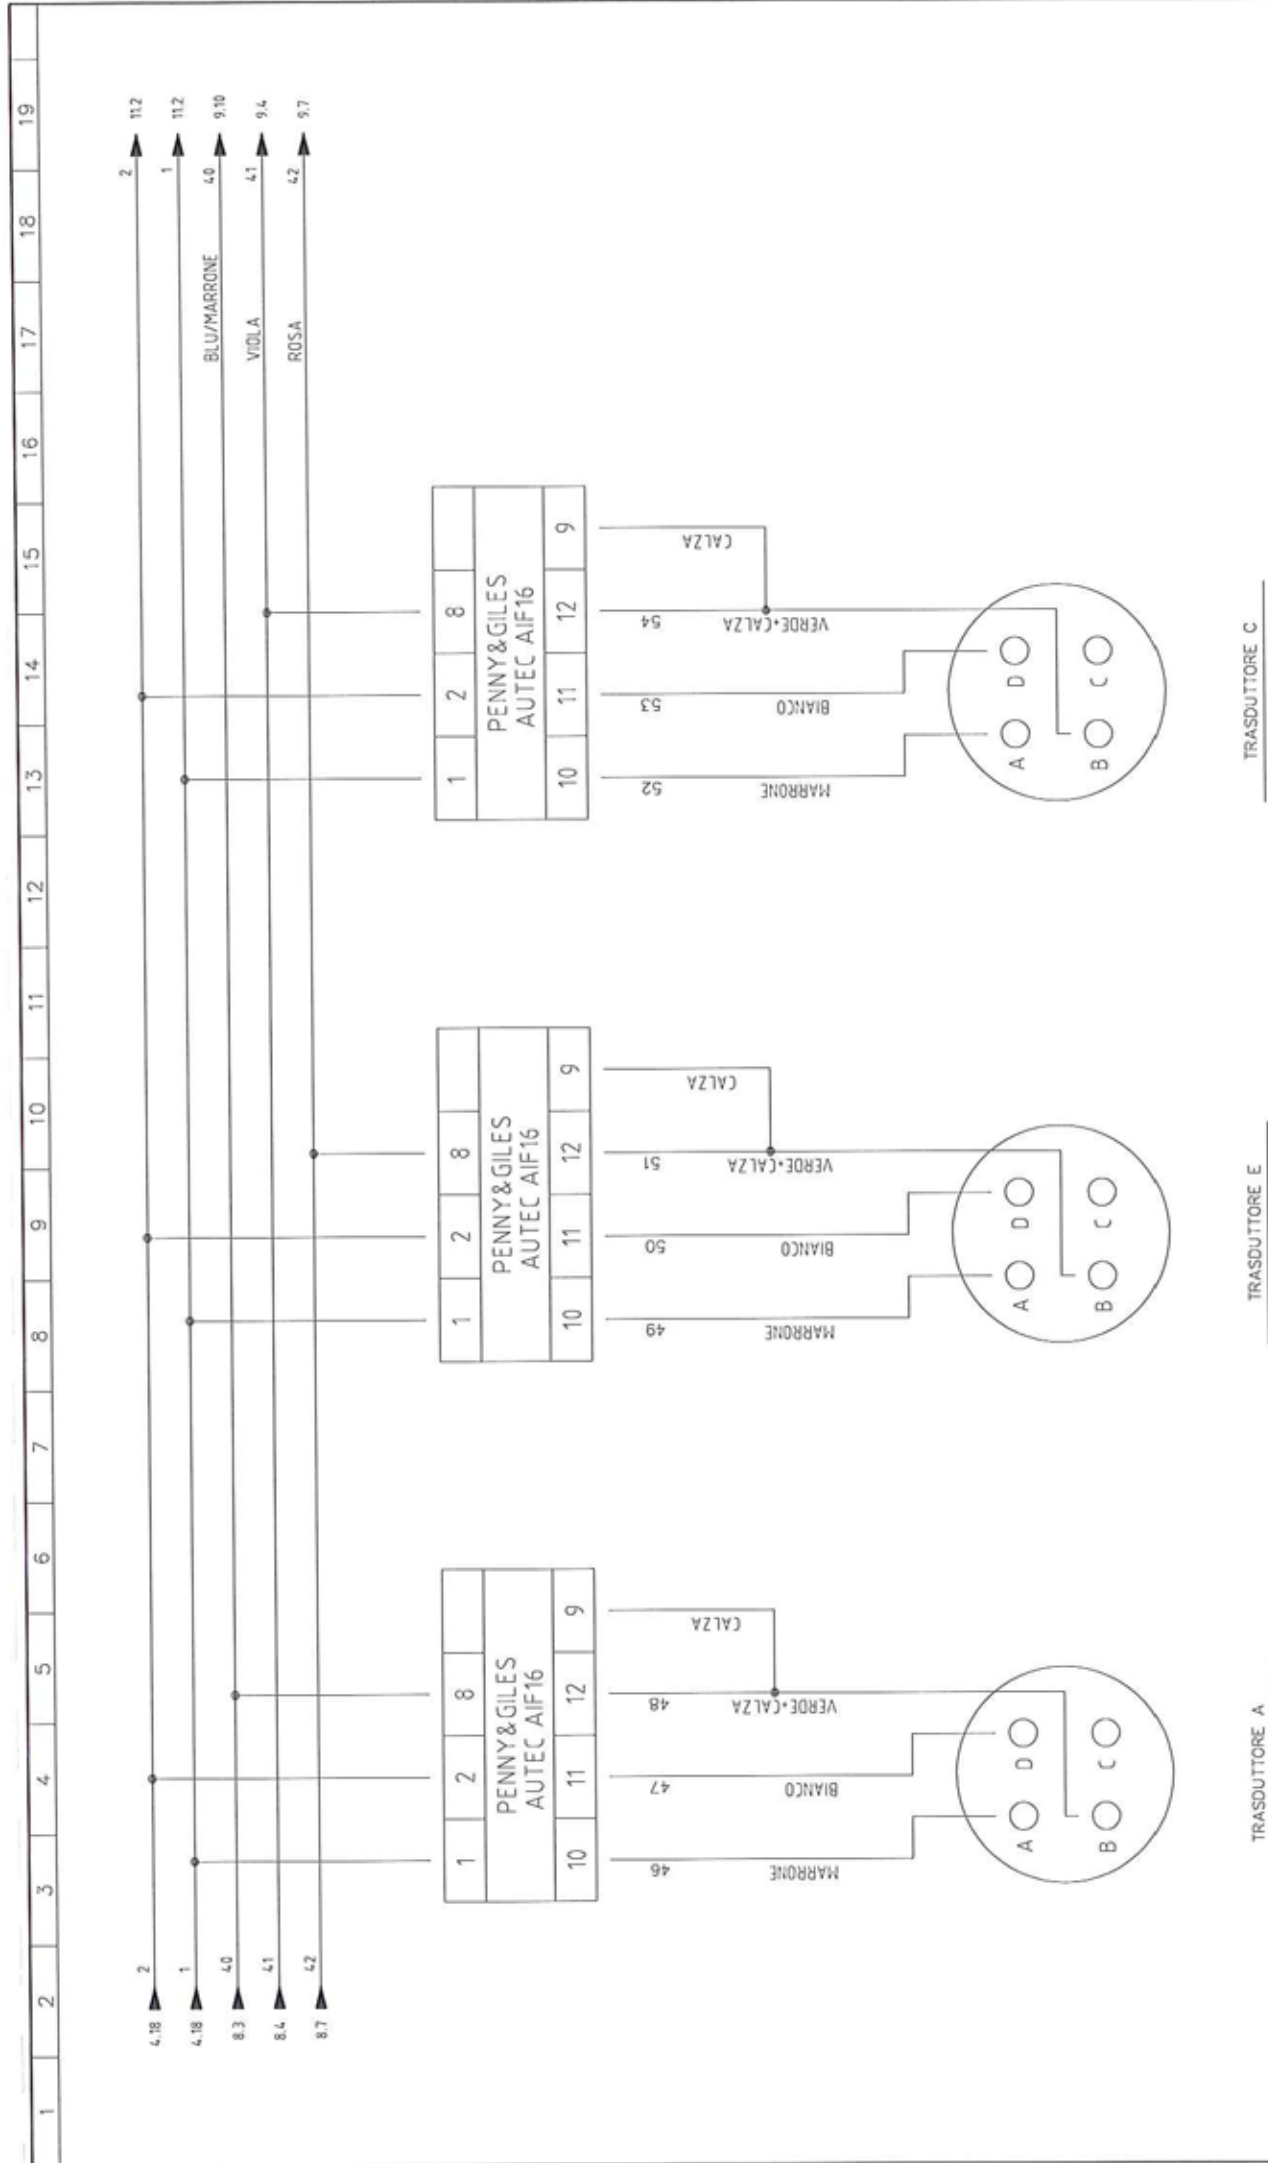 1 2 3 4 5 6 7 8 9 10 11 12 13 14 15 16 17 18 19
4.18 2 2 11.2
4.18 1 1 11.2
8.3 40 BLU/MARRONE 40 9.10
8.4 41 VIOLA 41 9.4
8.7 42 ROSA 42 9.7
1 2 8
PENNY&GILES
AUTEC AIF16
10 11 12 9
46 47 48
MARRONE BIANCO VERDE+CALZA CALZA
A D
B C
TRASDUTTORE A
1 2 8
PENNY&GILES
AUTEC AIF16
10 11 12 9
49 50 51
MARRONE BIANCO VERDE+CALZA CALZA
A D
B C
TRASDUTTORE E
1 2 8
PENNY&GILES
AUTEC AIF16
10 11 12 9
52 53 54
MARRONE BIANCO VERDE+CALZA CALZA
A D
B C
TRASDUTTORE C